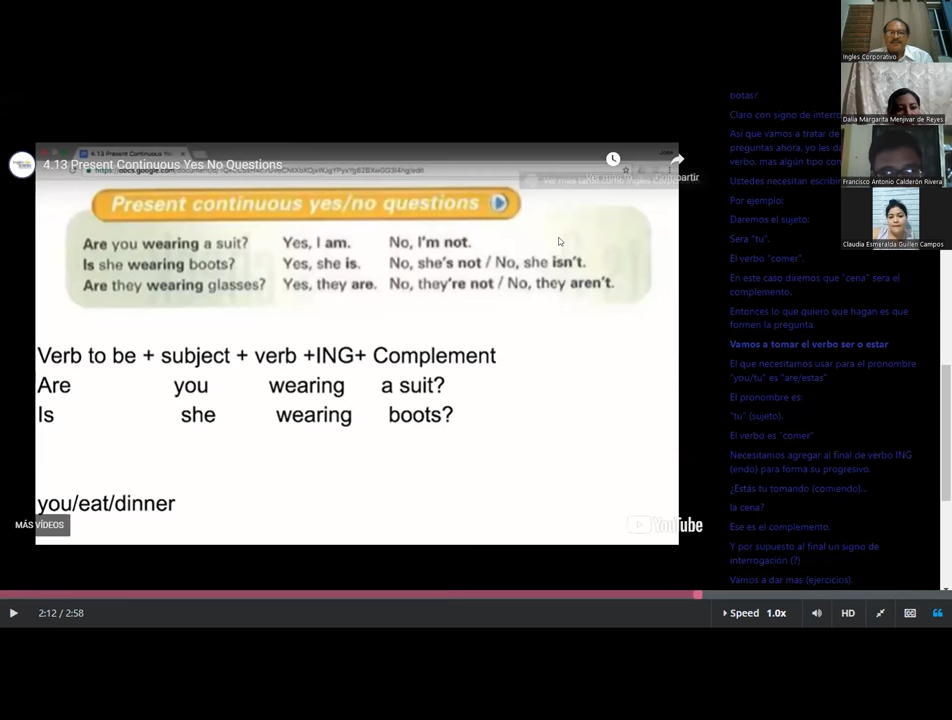 Ingles Corporativo
Dalia Margarita Menjivar de Reyes
Francisco Antonio Calderón Rivera
Claudia Esmeralda Guillen Campos
4.13 Present Continuous Yes No Questions
4.13 Present Continuous Yes No Questions
Present continuous yes/no questions
Are you wearing a suit? Yes, I am. No, I'm not.
Is she wearing boots? Yes, she is. No, she's not / No, she isn't.
Are they wearing glasses? Yes, they are. No, they're not / No, they aren't.
Verb to be + subject + verb +ING+ Complement
Are you wearing a suit?
Is she wearing boots?
you/eat/dinner
MÁS VÍDEOS
YouTube
botas?
Claro con signo de interro
Así que vamos a tratar de
preguntas ahora, yo les da
verbo, mas algún tipo con
Ustedes necesitan escribir
Por ejemplo:
Daremos el sujeto:
Sera "tu".
El verbo "comer".
En este caso diremos que "cena" sera el
complemento.
Entonces lo que quiero que hagan es que
formen la pregunta.
Vamos a tomar el verbo ser o estar
El que necesitamos usar para el pronombre
"you/tu" es "are/estas"
El pronombre es:
"tu" (sujeto).
El verbo es "comer"
Necesitamos agregar al final de verbo ING
(endo) para forma su progresivo.
¿Estás tu tomando (comiendo)...
la cena?
Ese es el complemento.
Y por supuesto al final un signo de
interrogación (?)
Vamos a dar mas (ejercicios).
2:12 / 2:58
Speed 1.0x
HD